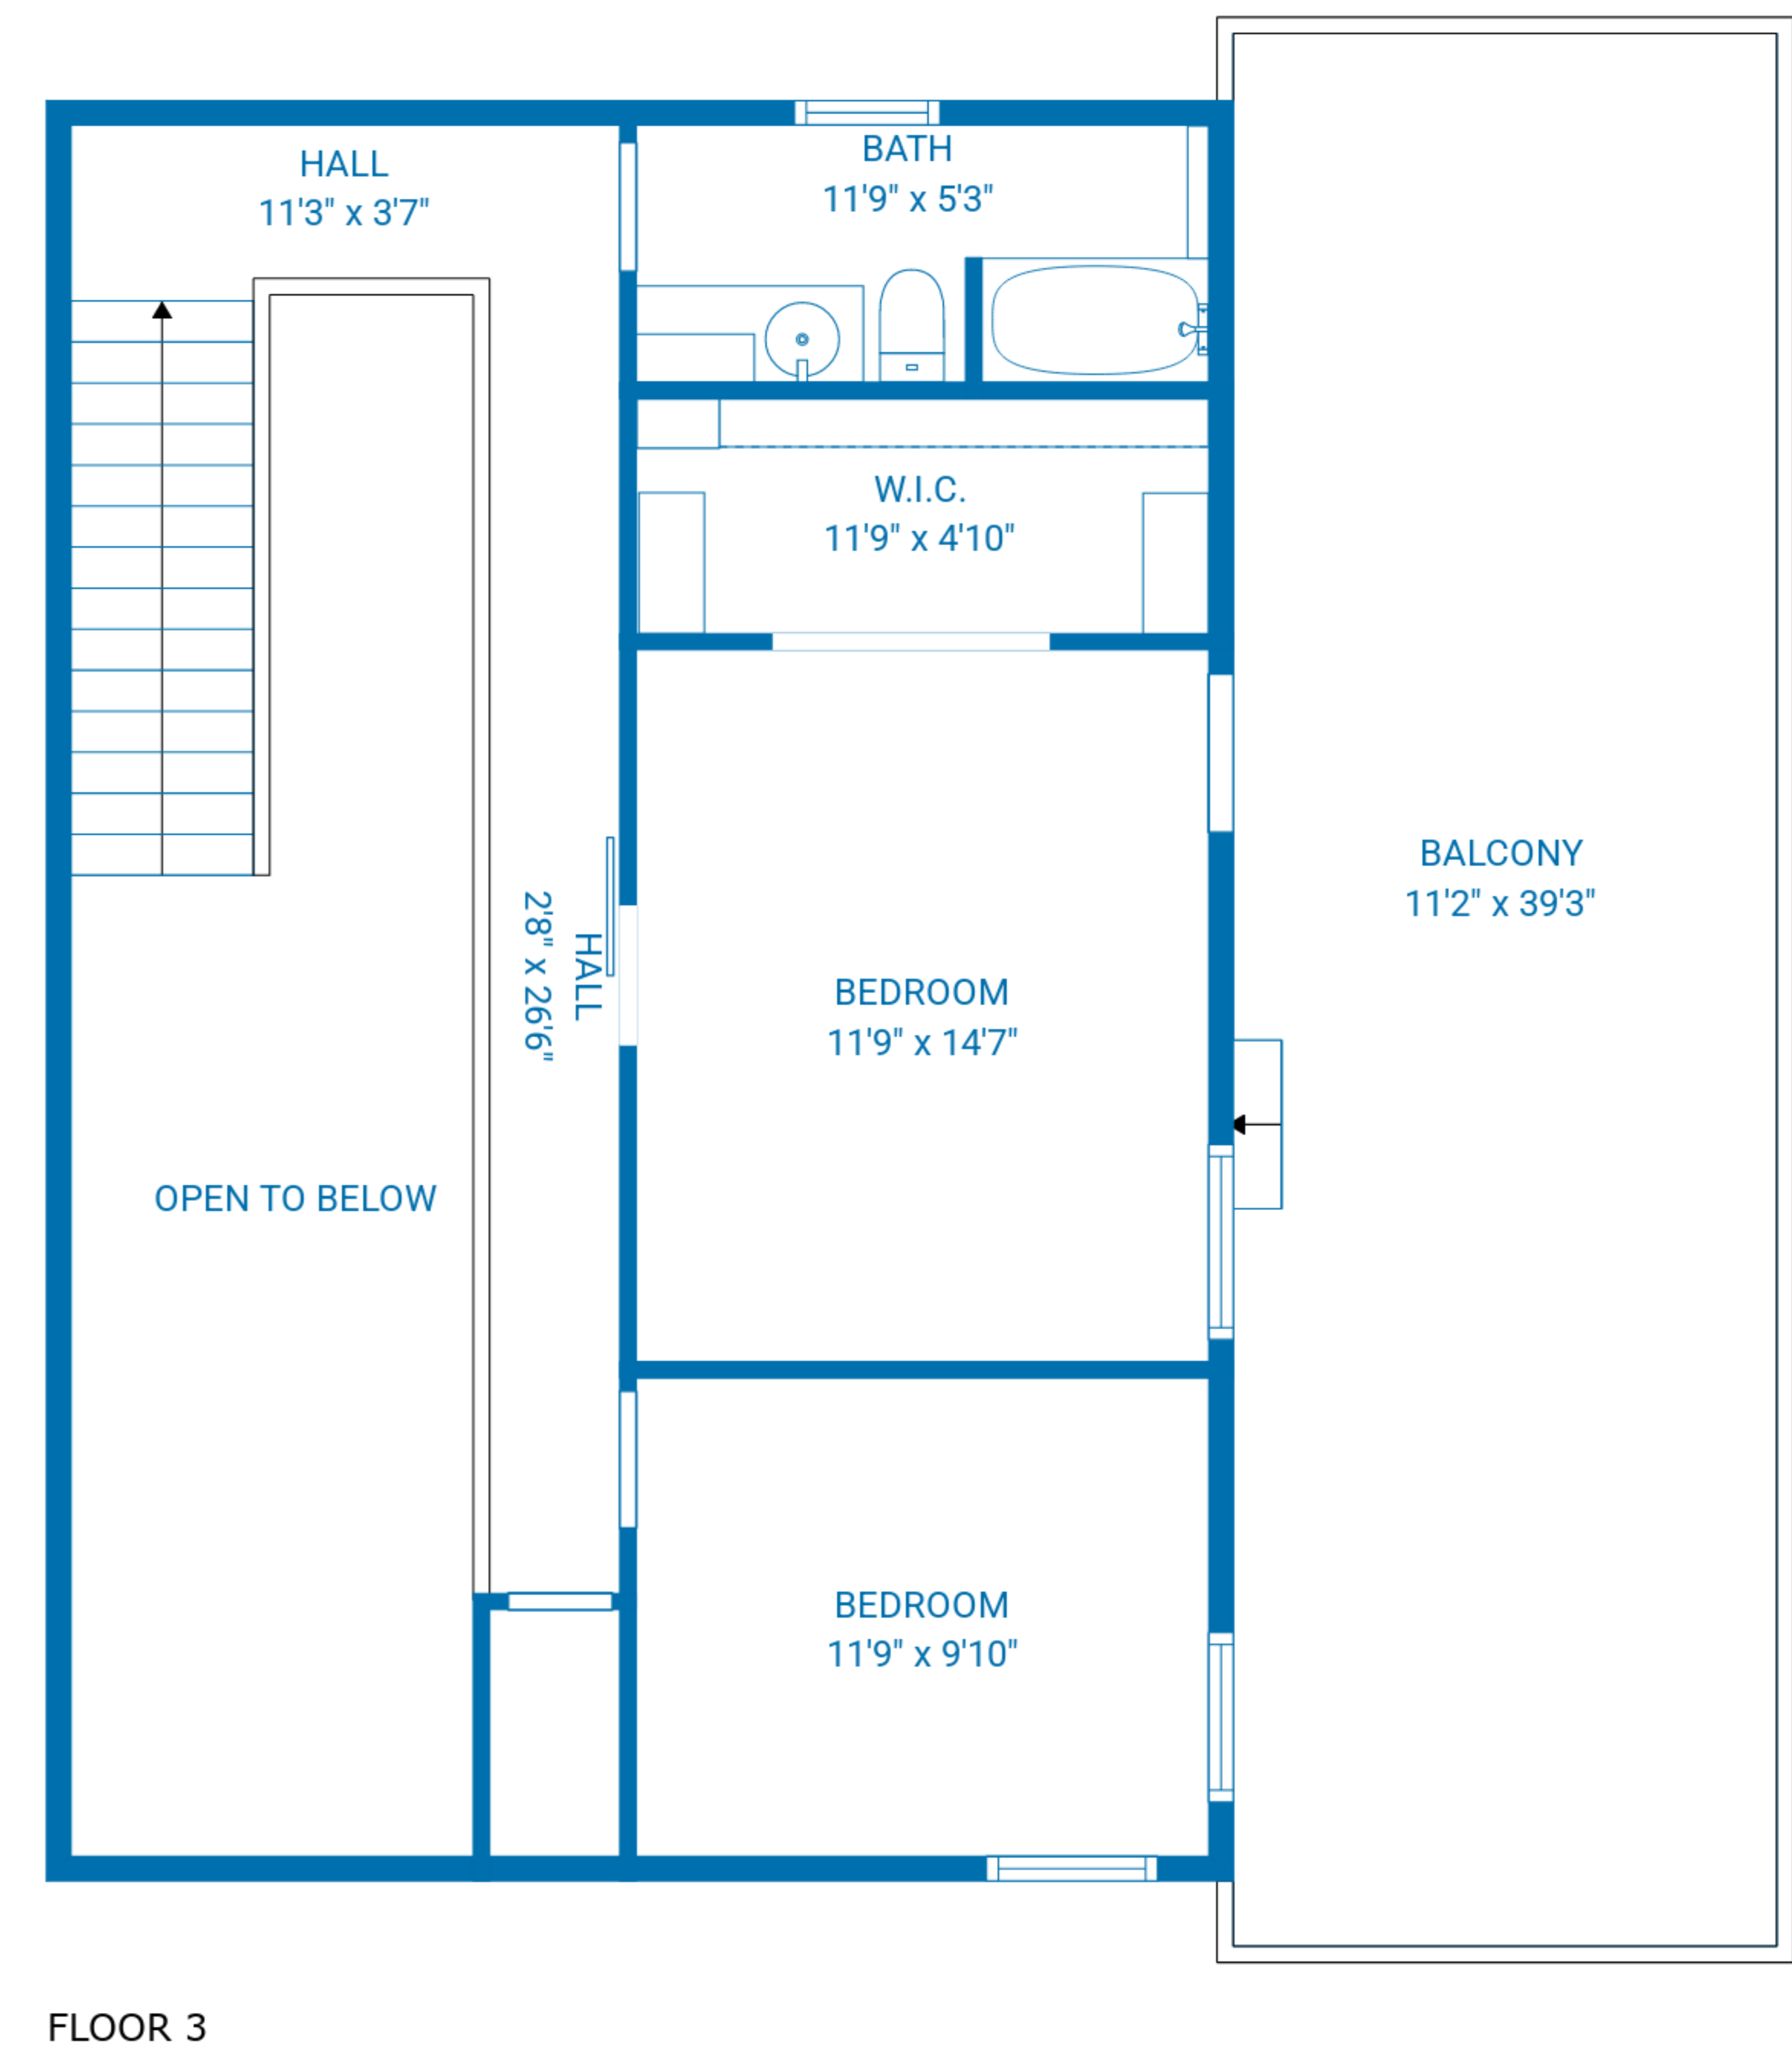 HALL
11'3" x 3'7"
BATH
11'9" x 5'3"
W.I.C.
11'9" x 4'10"
BALCONY
11'2" x 39'3"
HALL
2'8" x 26'6"
BEDROOM
11'9" x 14'7"
OPEN TO BELOW
BEDROOM
11'9" x 9'10"
FLOOR 3